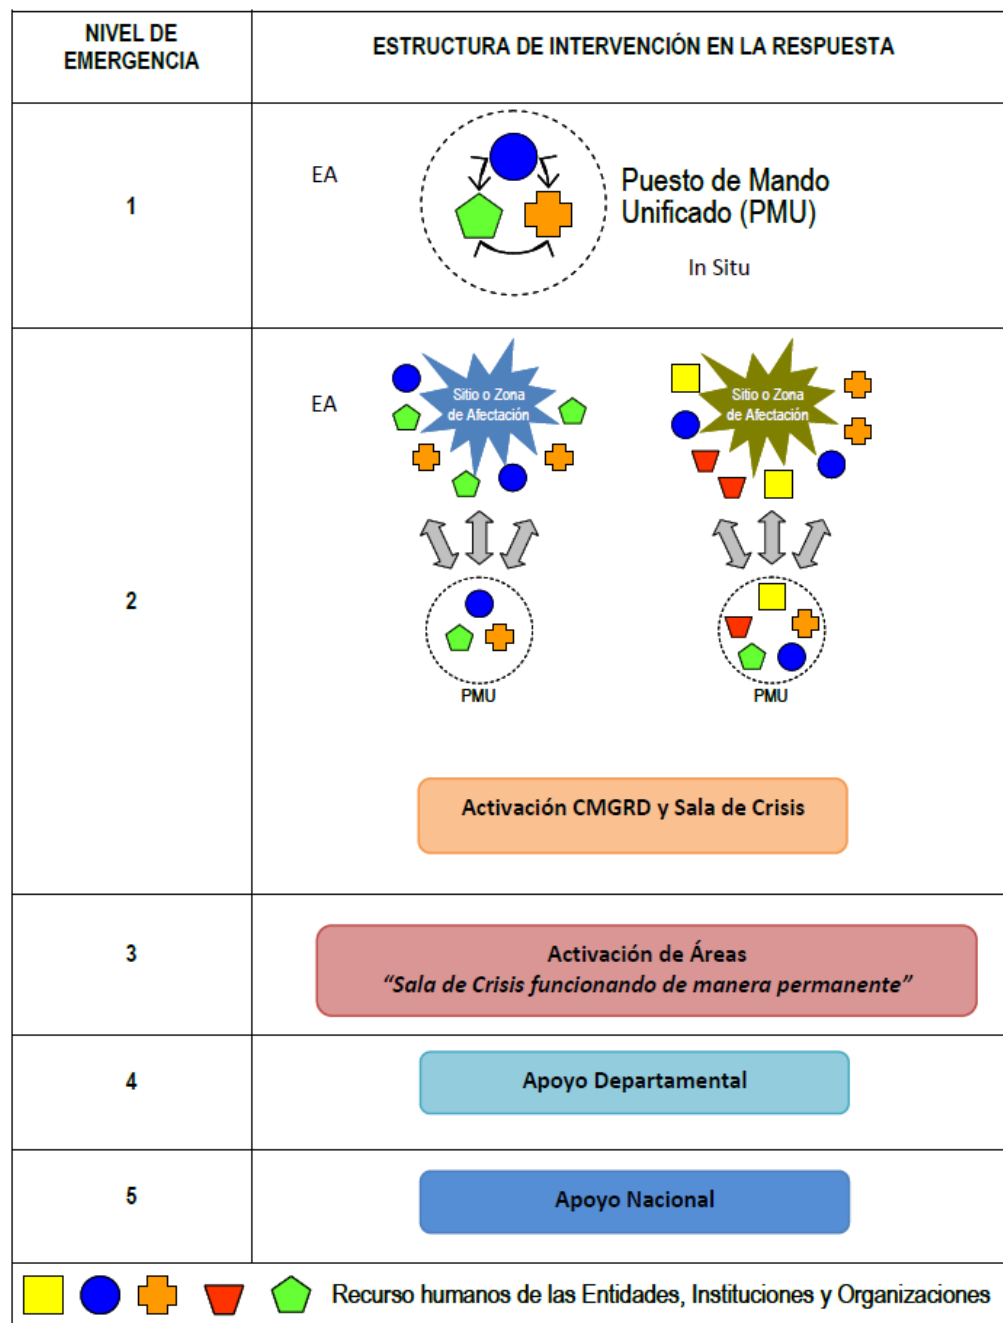 NIVEL DE
EMERGENCIA
ESTRUCTURA DE INTERVENCIÓN EN LA RESPUESTA
1
EA
Puesto de Mando
Unificado (PMU)
In Situ
2
EA
Sitio o Zona
de Afectación
Sitio o Zona
de Afectación
PMU
PMU
Activación CMGRD y Sala de Crisis
3
Activación de Áreas
“Sala de Crisis funcionando de manera permanente”
4
Apoyo Departamental
5
Apoyo Nacional
Recurso humanos de las Entidades, Instituciones y Organizaciones